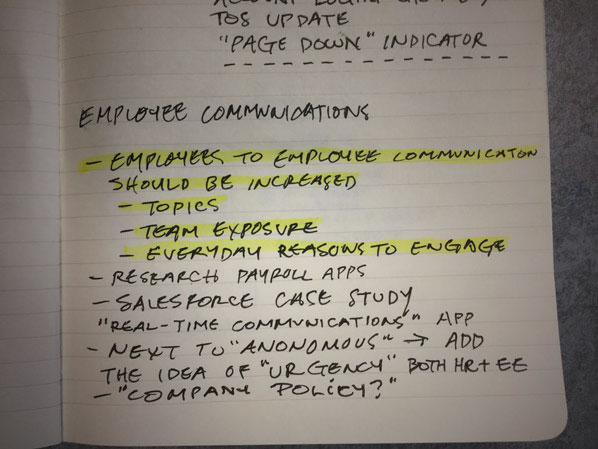 TOS UPDATE
"PAGE DOWN" INDICATOR
EMPLOYEE COMMUNICATIONS
- EMPLOYEES TO EMPLOYEE COMMUNICATON
SHOULD BE INCREASED
- TOPICS
- TEAM EXPOSURE
- EVERYDAY REASONS TO ENGAGE
- RESEARCH PAYROLL APPS
- SALESFORCE CASE STUDY
"REAL-TIME COMMUNICATIONS" APP
- NEXT TO "ANONOMOUS" → ADD
THE IDEA OF "URGENCY" BOTH HR + EE
- "COMPANY POLICY?"